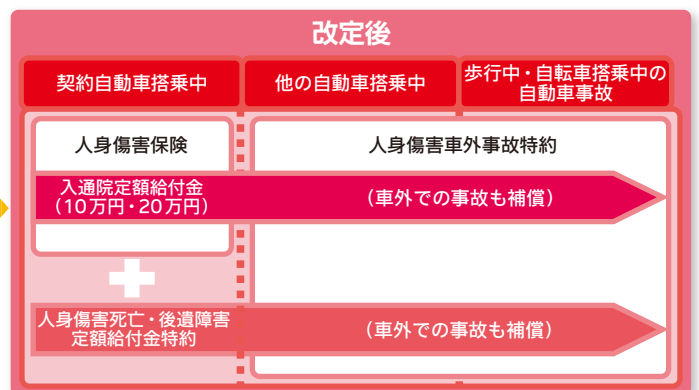 改定後
契約自動車搭乗中
他の自動車搭乗中
歩行中・自転車搭乗中の
自動車事故
人身傷害保険
人身傷害車外事故特約
入通院定額給付金
（10万円・20万円）
（車外での事故も補償）
人身傷害死亡・後遺障害
定額給付金特約
（車外での事故も補償）